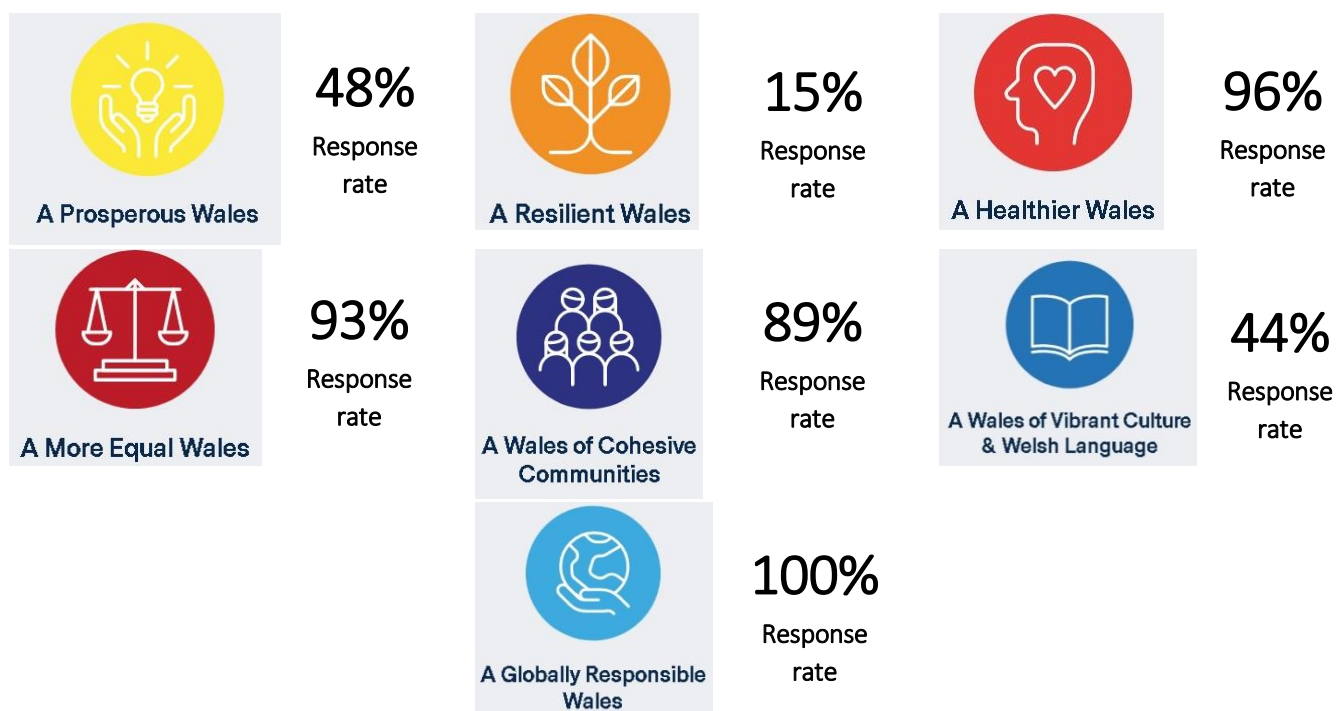 48%
Response
rate
A Prosperous Wales
15%
Response
rate
A Resilient Wales
96%
Response
rate
A Healthier Wales
93%
Response
rate
A More Equal Wales
89%
Response
rate
A Wales of Cohesive
Communities
44%
Response
rate
A Wales of Vibrant Culture
& Welsh Language
100%
Response
rate
A Globally Responsible
Wales